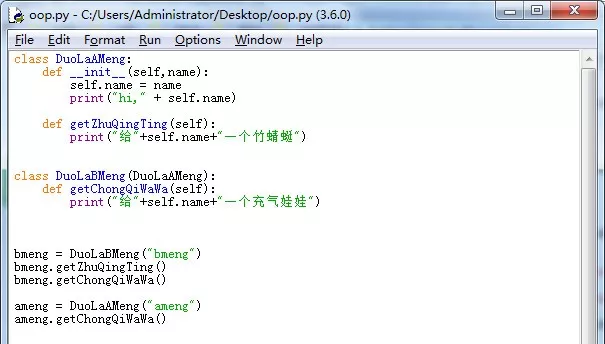 oop.py - C:/Users/Administrator/Desktop/oop.py (3.6.0)
File Edit Format Run Options Window Help
class DuoLaAMeng:
    def __init__(self,name):
        self.name = name
        print("hi," + self.name)
    def getZhuQingTing(self):
        print("给"+self.name+"一个竹蜻蜓")
class DuoLaBMeng(DuoLaAMeng):
    def getChongQiWaWa(self):
        print("给"+self.name+"一个充气娃娃")
bmeng = DuoLaBMeng("bmeng")
bmeng.getZhuQingTing()
bmeng.getChongQiWaWa()
ameng = DuoLaAMeng("ameng")
ameng.getChongQiWaWa()